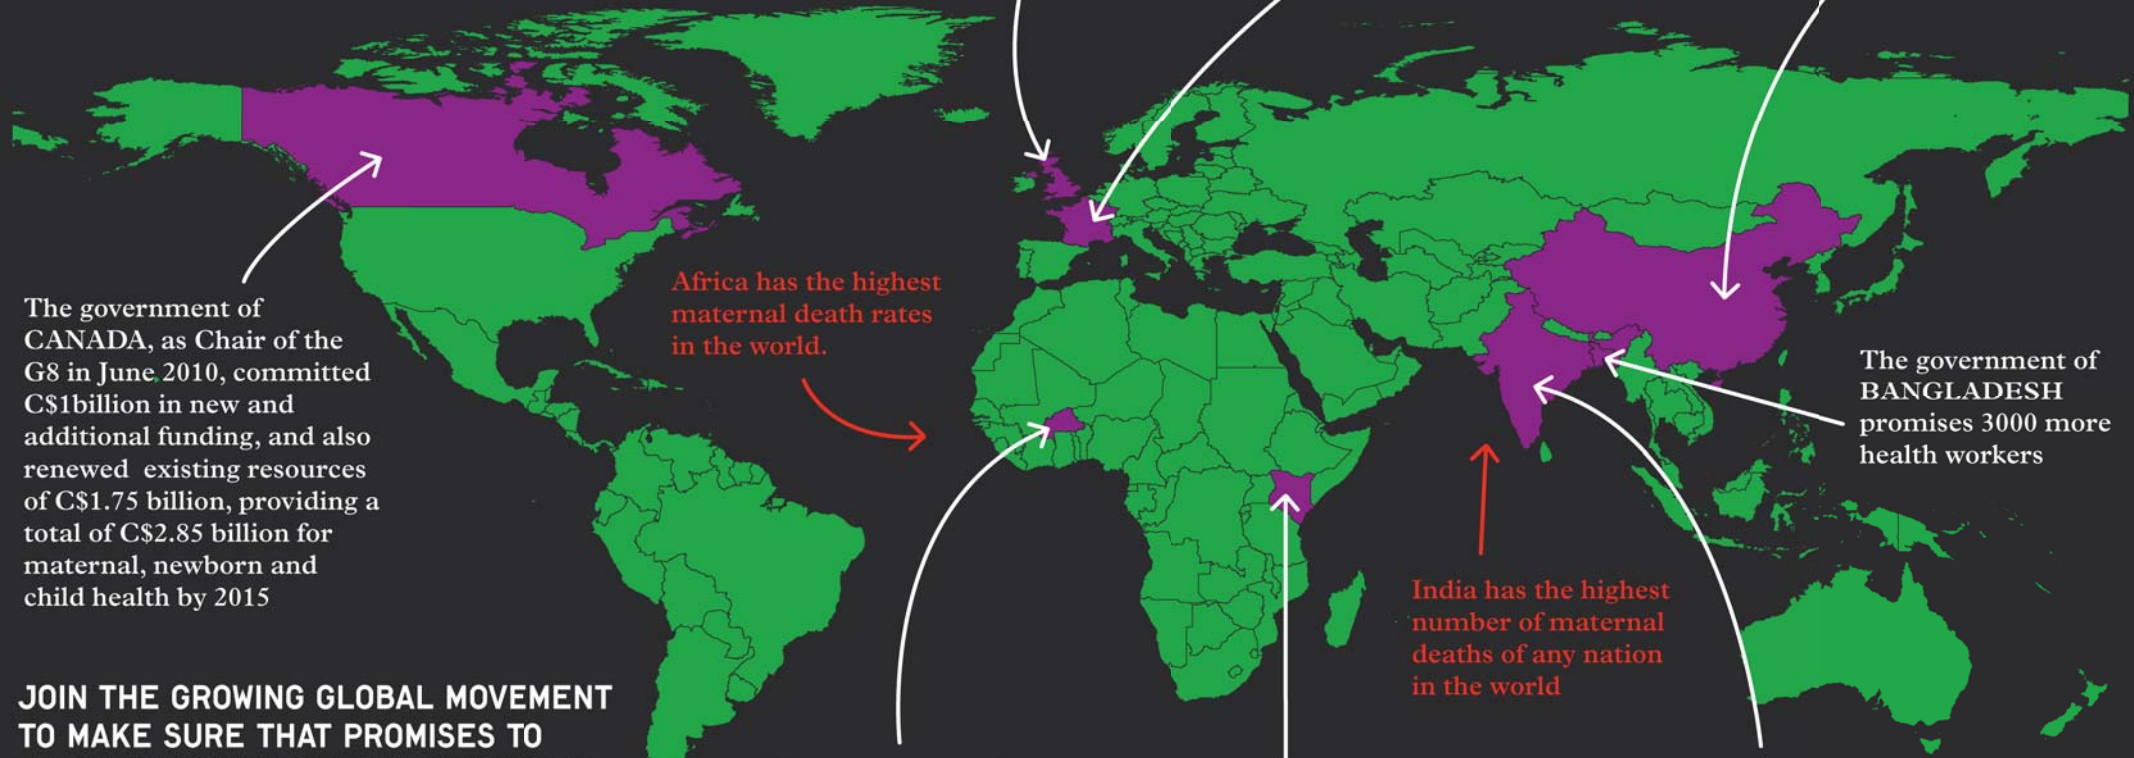 The government of
CANADA, as Chair of the
G8 in June 2010, committed
C$1billion in new and
additional funding, and also
renewed existing resources
of C$1.75 billion, providing a
total of C$2.85 billion for
maternal, newborn and
child health by 2015
Africa has the highest
maternal death rates
in the world.
The government of
BANGLADESH
promises 3000 more
health workers
India has the highest
number of maternal
deaths of any nation
in the world
JOIN THE GROWING GLOBAL MOVEMENT
TO MAKE SURE THAT PROMISES TO